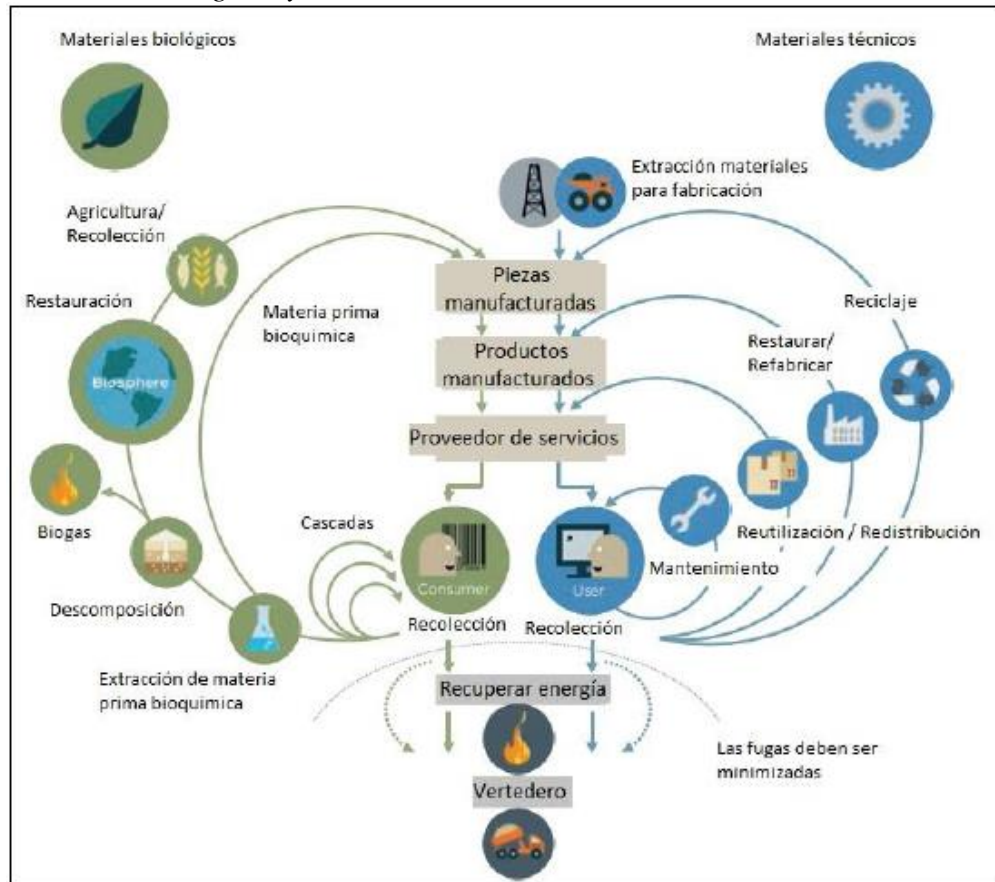 Materiales biológicos
Materiales técnicos
Extracción materiales
para fabricación
Agricultura/
Recolección
Restauración
Materia prima
bioquimica
Piezas
manufacturadas
Reciclaje
Restaurar/
Refabricar
Productos
manufacturados
Biosphere
Proveedor de servicios
Biogas
Cascadas
Reutilización / Redistribución
Mantenimiento
Consumer
User
Descomposición
Recolección
Recolección
Extracción de materia
prima bioquimica
Recuperar energía
Las fugas deben ser
minimizadas
Vertedero